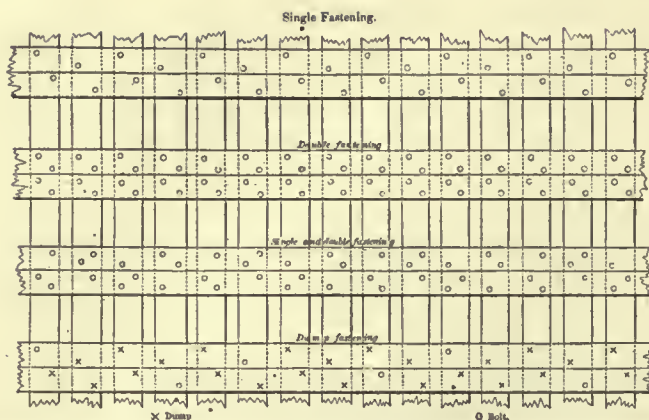 Single Fastening.
Double fastening
Single and double fastening
Dump fastening
× Dump O Bolt.